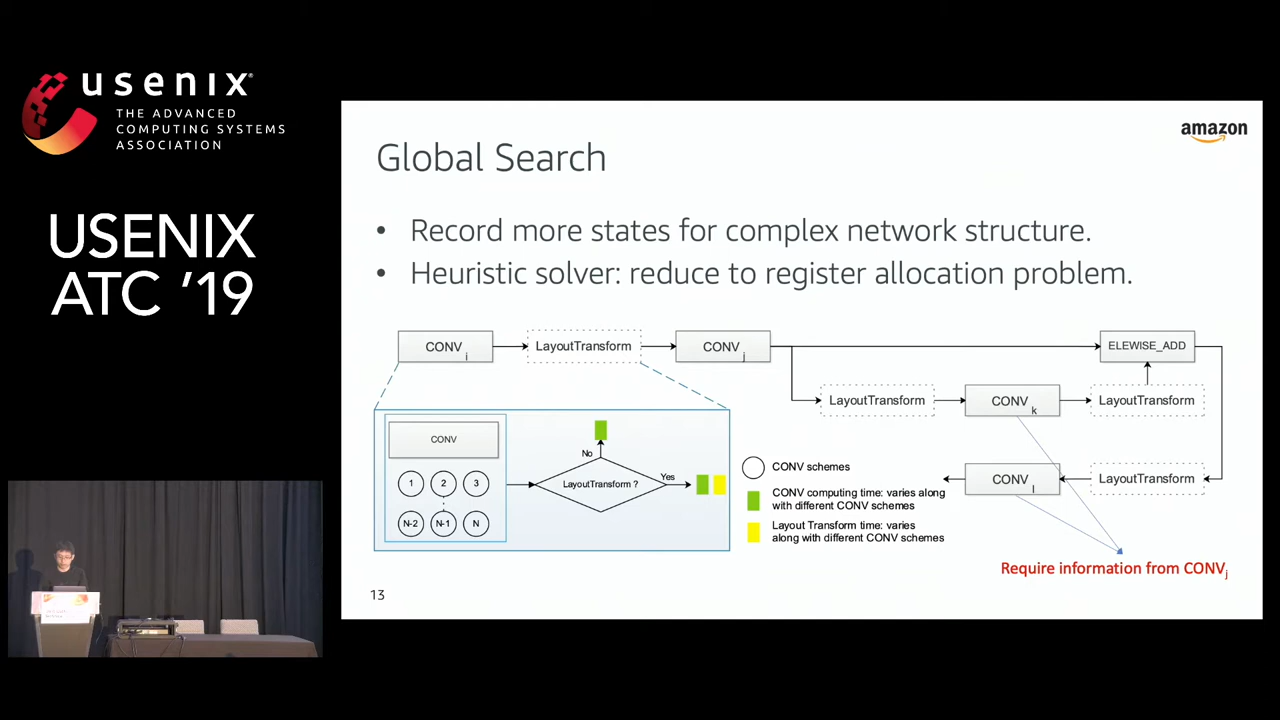 usenix
THE ADVANCED
COMPUTING SYSTEMS
ASSOCIATION
USENIX
ATC '19
amazon
Global Search
• Record more states for complex network structure.
• Heuristic solver: reduce to register allocation problem.
CONV i
LayoutTransform
CONV j
ELEWISE_ADD
LayoutTransform
CONV k
LayoutTransform
CONV
1 2 3
N-2 N-1 N
No
LayoutTransform ?
Yes
CONV schemes
CONV computing time: varies along
with different CONV schemes
Layout Transform time: varies
along with different CONV schemes
CONV l
LayoutTransform
Require information from CONVj
13